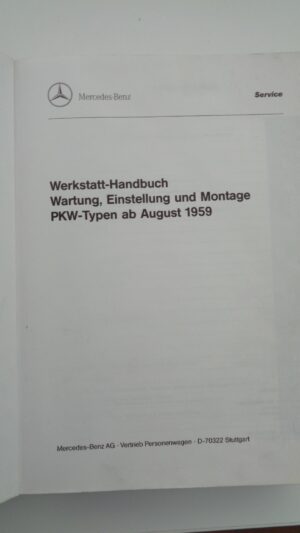 Mercedes-Benz
Service
Werkstatt-Handbuch
Wartung, Einstellung und Montage
PKW-Typen ab August 1959
Mercedes-Benz AG · Vertrieb Personenwagen · D-70322 Stuttgart